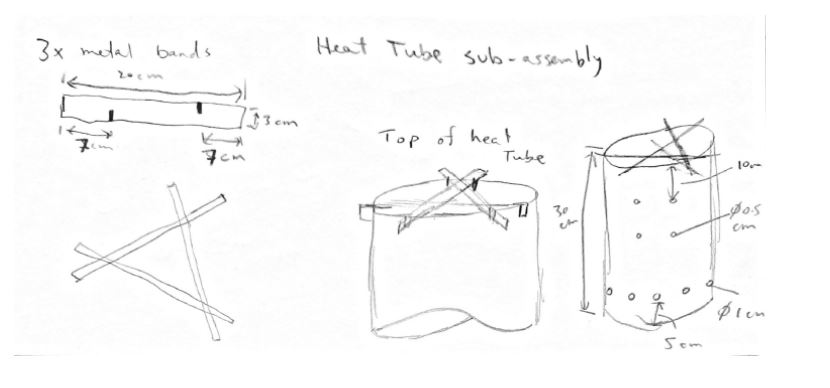 3x metal bands
20cm
3cm
7cm
7cm
Heat Tube sub-assembly
Top of heat
Tube
30
cm
Ø0.5
cm
Ø1cm
5cm